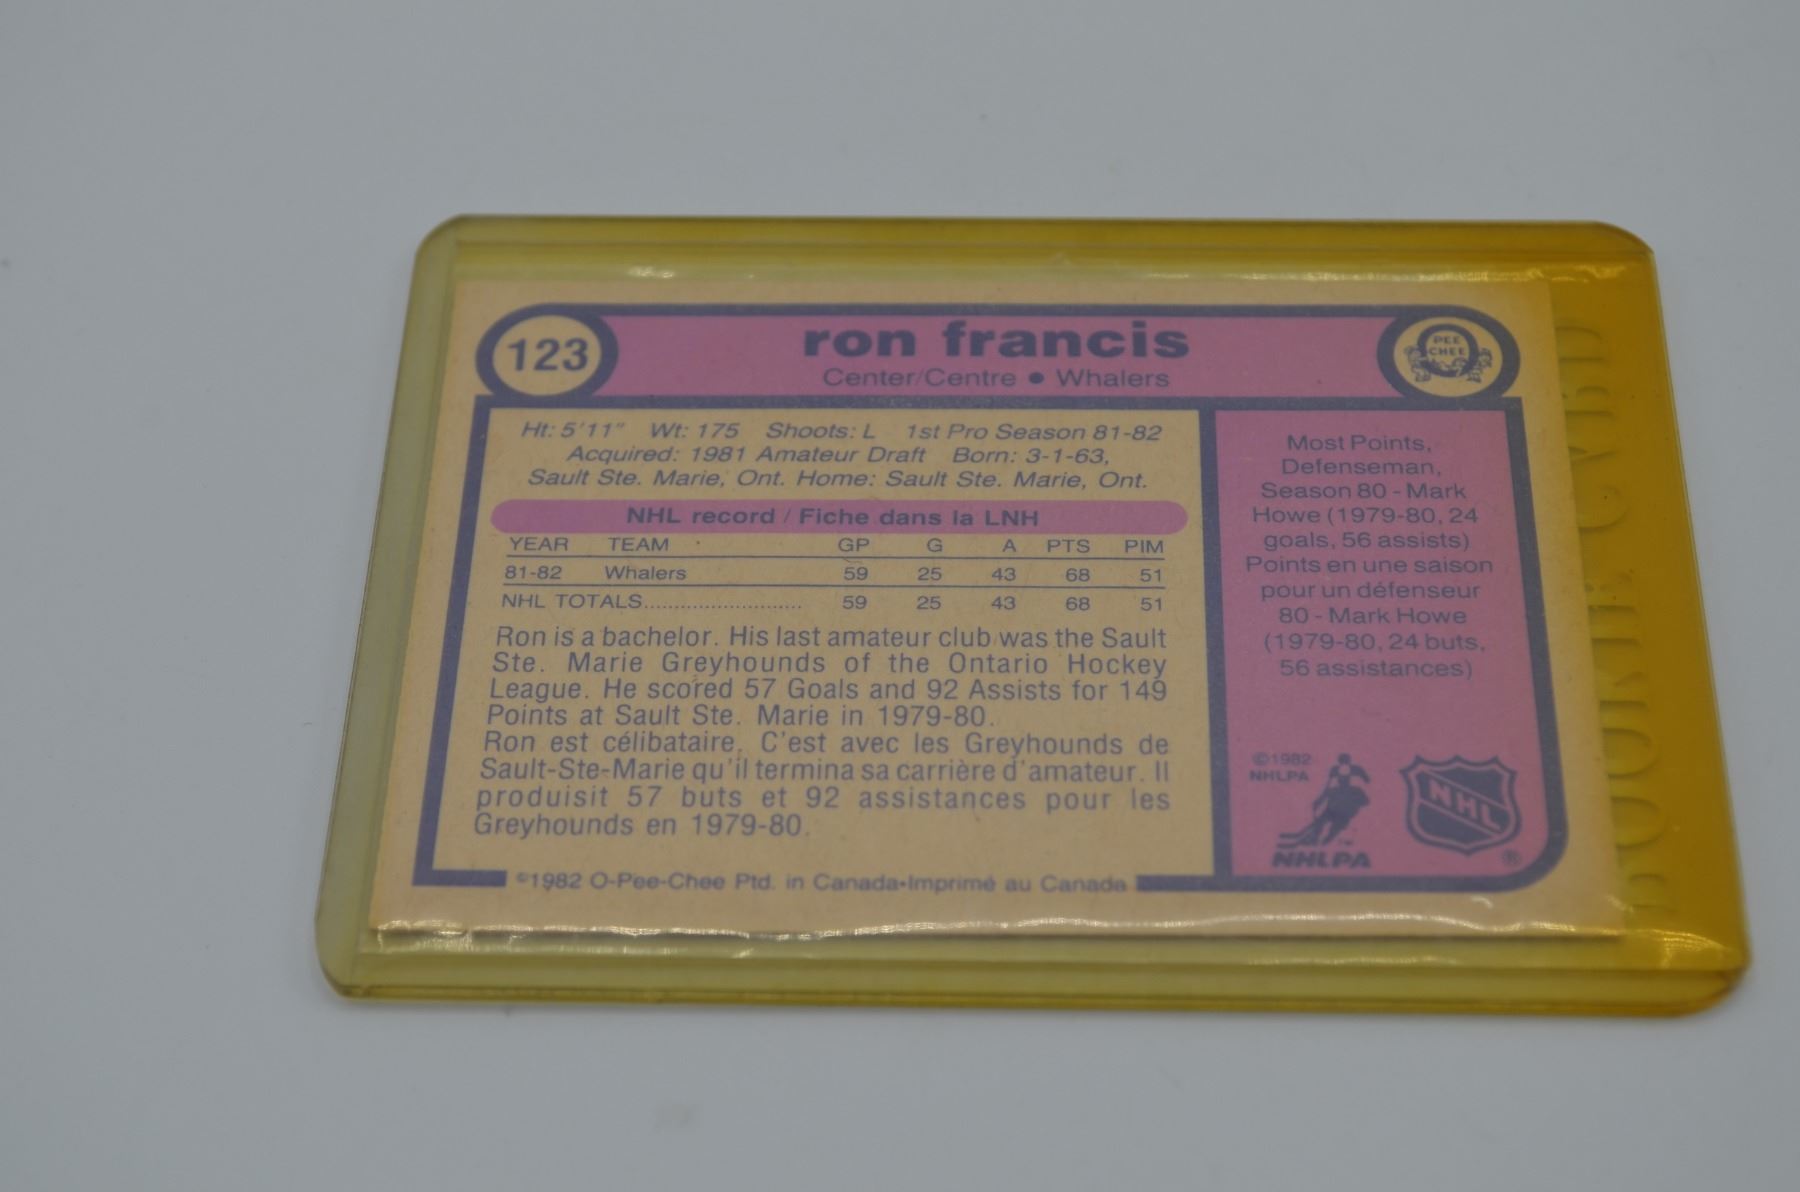 123
ron francis
PEE
CHEE
Center/Centre • Whalers
Ht: 5'11" Wt: 175 Shoots: L 1st Pro Season 81-82
Acquired: 1981 Amateur Draft Born: 3-1-63,
Sault Ste. Marie, Ont. Home: Sault Ste. Marie, Ont.
NHL record / Fiche dans la LNH
YEAR TEAM GP G A PTS PIM
81-82 Whalers 59 25 43 68 51
NHL TOTALS.......................... 59 25 43 68 51
Ron is a bachelor. His last amateur club was the Sault
Ste. Marie Greyhounds of the Ontario Hockey
League. He scored 57 Goals and 92 Assists for 149
Points at Sault Ste. Marie in 1979-80.
Ron est célibataire. C'est avec les Greyhounds de
Sault-Ste-Marie qu'il termina sa carrière d'amateur. Il
produisit 57 buts et 92 assistances pour les
Greyhounds en 1979-80.
©1982 O-Pee-Chee Ptd. in Canada•Imprimé au Canada
Most Points,
Defenseman,
Season 80 - Mark
Howe (1979-80, 24
goals, 56 assists)
Points en une saison
pour un défenseur
80 - Mark Howe
(1979-80, 24 buts,
56 assistances)
©1982
NHLPA
NHLPA
NHL
®
ROOKIE CARD